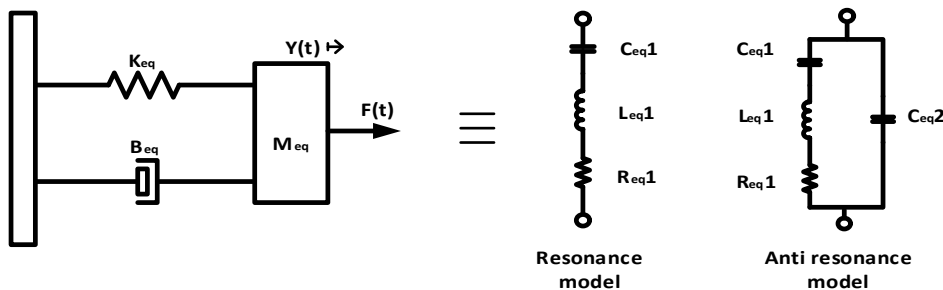 Y(t)
Keq
F(t)
Beq
Meq
Ceq1
Leq1
Req1
Resonance
model
Ceq1
Leq1
Req1
Ceq2
Anti resonance
model